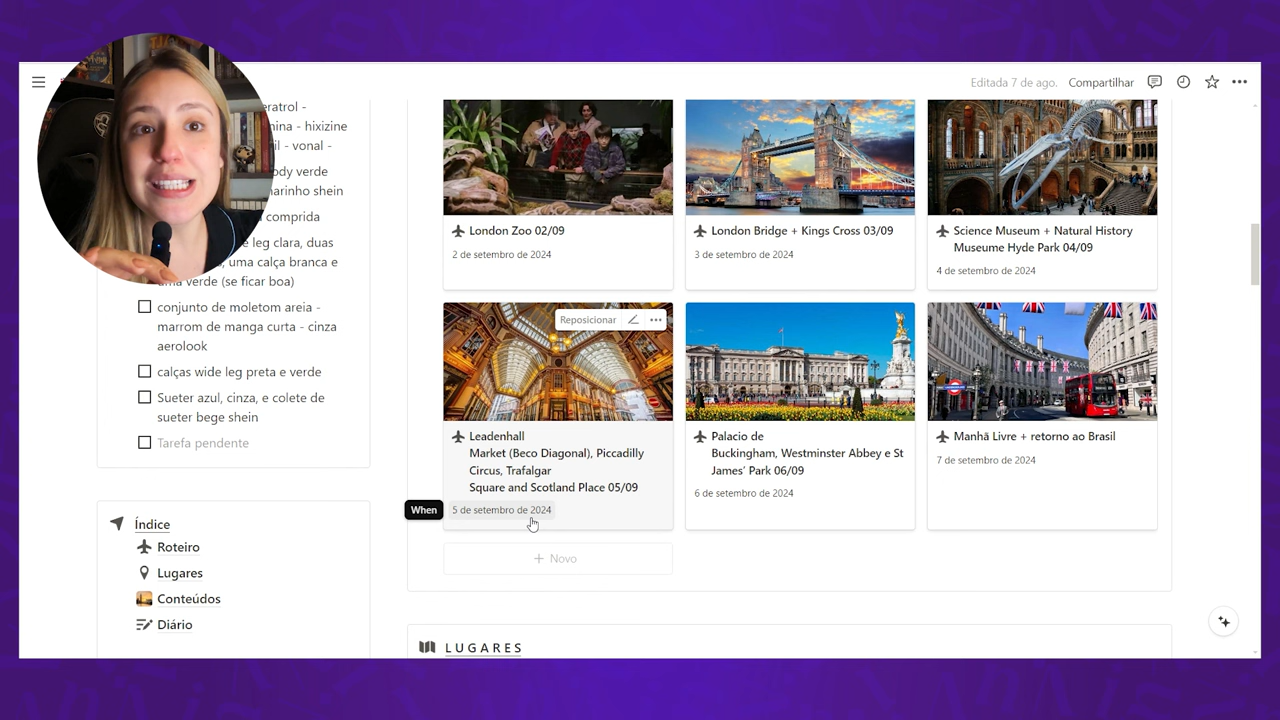 Editada 7 de ago.
Compartilhar
eratrol -
nina - hixizine
il - vonal -
ody verde
narinho shein
comprida
e leg clara, duas
, uma calça branca e
uma verde (se ficar boa)
conjunto de moletom areia -
marrom de manga curta - cinza
aerolook
calças wide leg preta e verde
Sueter azul, cinza, e colete de
sueter bege shein
Tarefa pendente
Índice
Roteiro
Lugares
Conteúdos
Diário
London Zoo 02/09
2 de setembro de 2024
London Bridge + Kings Cross 03/09
3 de setembro de 2024
Science Museum + Natural History
Museume Hyde Park 04/09
4 de setembro de 2024
Reposicionar
Leadenhall
Market (Beco Diagonal), Piccadilly
Circus, Trafalgar
Square and Scotland Place 05/09
When
5 de setembro de 2024
Palacio de
Buckingham, Westminster Abbey e St
James' Park 06/09
6 de setembro de 2024
Manhã Livre + retorno ao Brasil
7 de setembro de 2024
+ Novo
LUGARES